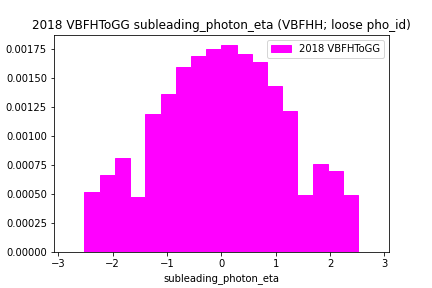 2018 VBFHToGG subleading_photon_eta (VBFHH; loose pho_id)
2018 VBFHToGG
0.00175
0.00150
0.00125
0.00100
0.00075
0.00050
0.00025
0.00000
−3 −2 −1 0 1 2 3
subleading_photon_eta